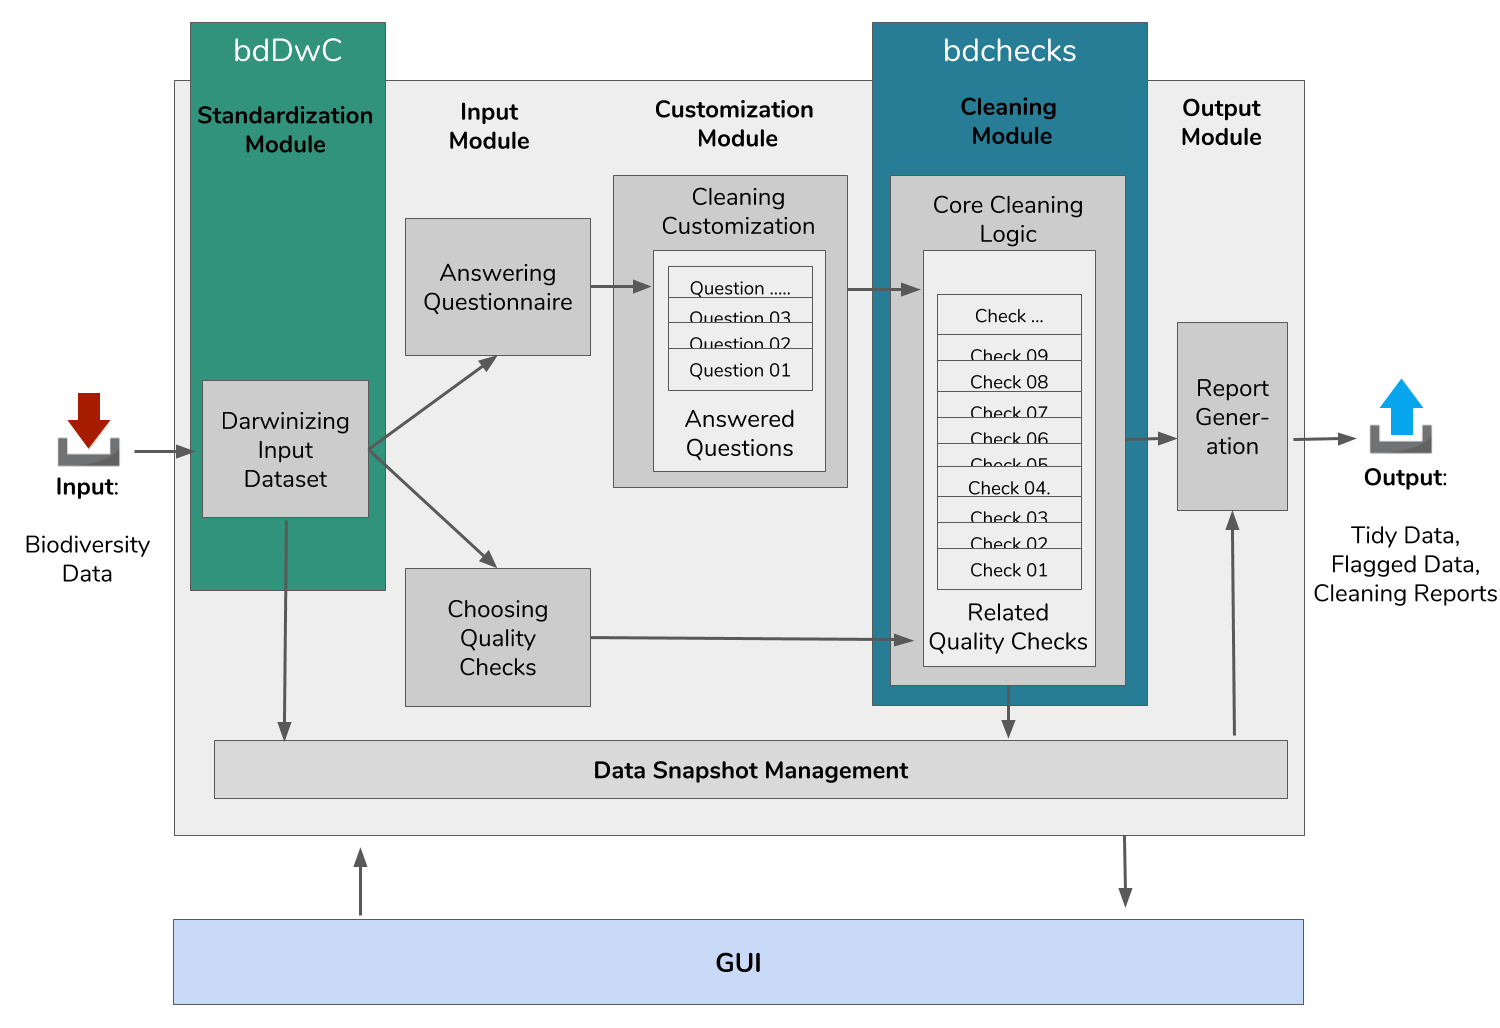 bdDwC
Standardization
Module
Input
Module
Customization
Module
bdchecks
Cleaning
Module
Output
Module
Input:
Biodiversity
Data
Darwinizing
Input
Dataset
Answering
Questionnaire
Choosing
Quality
Checks
Cleaning
Customization
Question .....
Question 03
Question 02
Question 01
Answered
Questions
Core Cleaning
Logic
Check ...
Check 09
Check 08
Check 07
Check 06
Check 05
Check 04.
Check 03
Check 02
Check 01
Related
Quality Checks
Report
Gener-
ation
Output:
Tidy Data,
Flagged Data,
Cleaning Reports
Data Snapshot Management
GUI